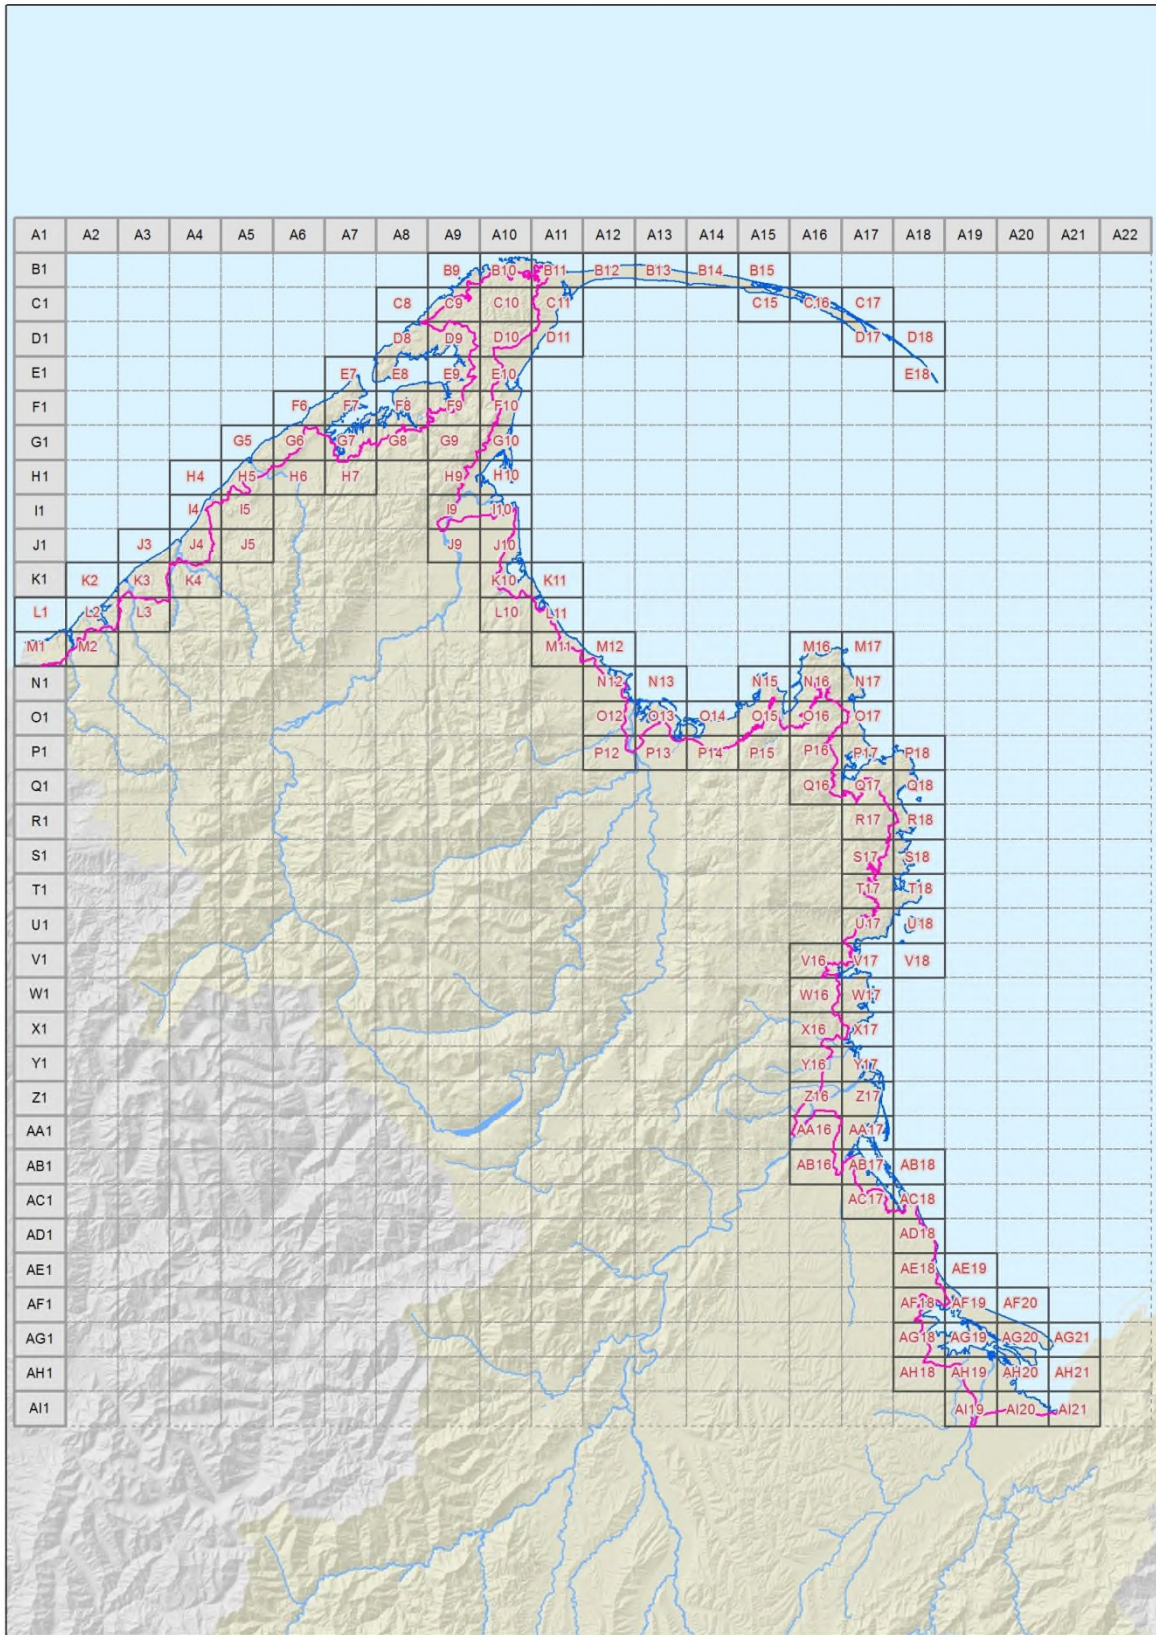 A1 A2 A3 A4 A5 A6 A7 A8 A9 A10 A11 A12 A13 A14 A15 A16 A17 A18 A19 A20 A21 A22
B1 B9 B10 B11 B12 B13 B14 B15
C1 C8 C9 C10 C11 C15 C16 C17
D1 D8 D9 D10 D11 D17 D18
E1 E7 E8 E9 E10 E18
F1 F6 F7 F8 F9 F10
G1 G5 G6 G7 G8 G9 G10
H1 H4 H5 H6 H7 H9 H10
I1 I4 I5 I9 I10
J1 J3 J4 J5 J9 J10
K1 K2 K3 K4 K10 K11
L1 L1 L2 L3 L10 L11
M1 M2 M11 M12 M16 M17
N1 N12 N13 N15 N16 N17
O1 O12 O13 O14 O15 O16 O17
P1 P12 P13 P14 P15 P16 P17 P18
Q1 Q16 Q17 Q18
R1 R17 R18
S1 S17 S18
T1 T17 T18
U1 U17 U18
V1 V16 V17 V18
W1 W16 W17
X1 X16 X17
Y1 Y16 Y17
Z1 Z16 Z17
AA1 AA16 AA17
AB1 AB16 AB17 AB18
AC1 AC17 AC18
AD1 AD18
AE1 AE18 AE19
AF1 AF18 AF19 AF20
AG1 AG18 AG19 AG20 AG21
AH1 AH18 AH19 AH20 AH21
AI1 AI19 AI20 AI21